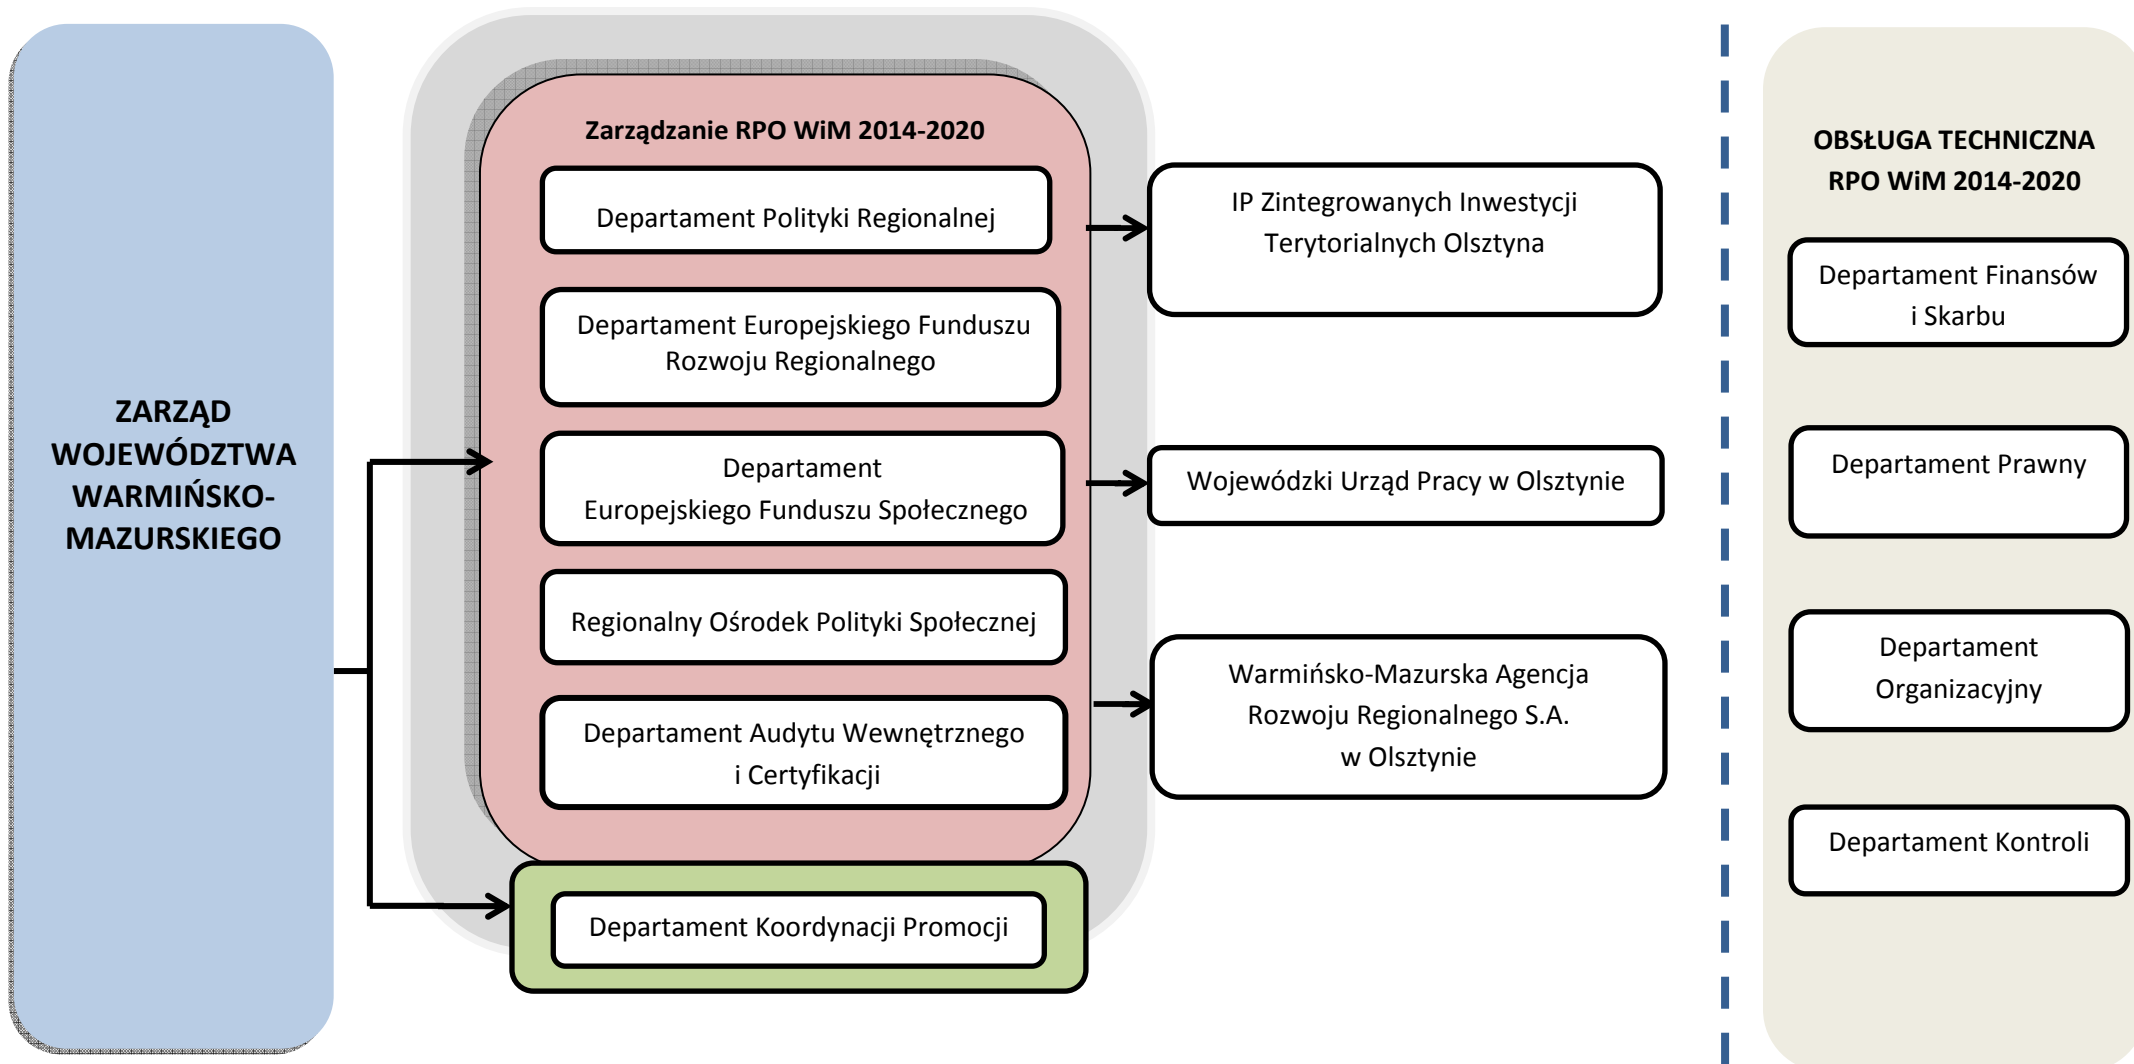 ZARZĄD
WOJEWÓDZTWA
WARMIŃSKO-
MAZURSKIEGO
Zarządzanie RPO WiM 2014-2020
Departament Polityki Regionalnej
Departament Europejskiego Funduszu
Rozwoju Regionalnego
Departament
Europejskiego Funduszu Społecznego
Regionalny Ośrodek Polityki Społecznej
Departament Audytu Wewnętrznego
i Certyfikacji
Departament Koordynacji Promocji
IP Zintegrowanych Inwestycji
Terytorialnych Olsztyna
Wojewódzki Urząd Pracy w Olsztynie
Warmińsko-Mazurska Agencja
Rozwoju Regionalnego S.A.
w Olsztynie
OBSŁUGA TECHNICZNA
RPO WiM 2014-2020
Departament Finansów
i Skarbu
Departament Prawny
Departament
Organizacyjny
Departament Kontroli